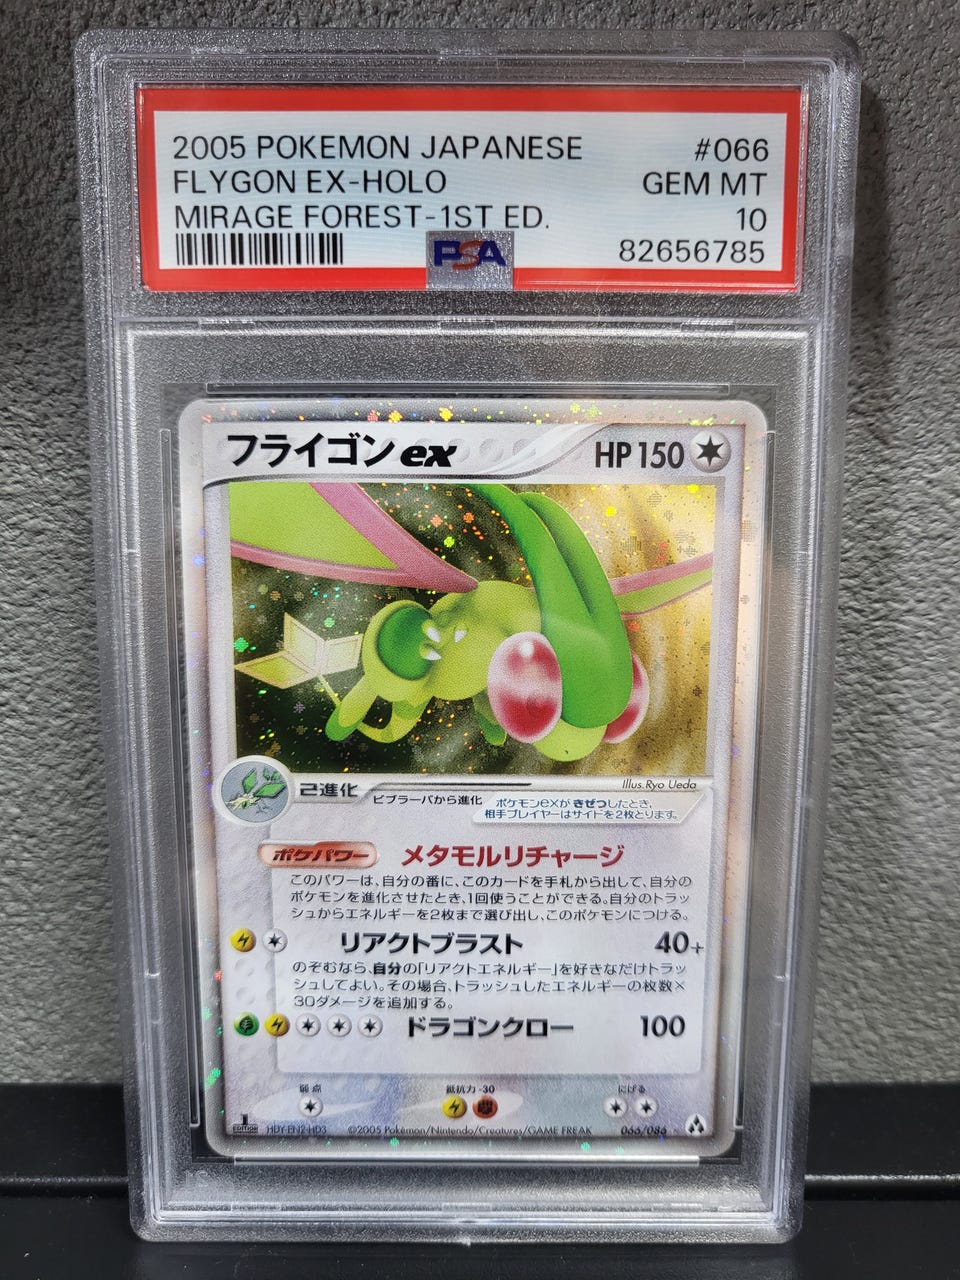 2005 POKEMON JAPANESE #066
FLYGON EX-HOLO GEM MT
MIRAGE FOREST-1ST ED. 10
PSA 82656785
フライゴンex HP 150
Illus. Ryo Ueda
2進化 ビブラーバから進化
ポケモンexがきぜつしたとき、
相手プレイヤーはサイドを2枚とります。
ポケパワー メタモルリチャージ
このパワーは、自分の番に、このカードを手札から出して、自分の
ポケモンを進化させたとき、1回使うことができる。自分のトラッ
シュからエネルギーを2枚まで選び出し、このポケモンにつける。
リアクトブラスト 40+
のぞむなら、自分の「リアクトエネルギー」を好きなだけトラッ
シュしてよい。その場合、トラッシュしたエネルギーの枚数×
30ダメージを追加する。
ドラゴンクロー 100
弱点 抵抗力 -30 にげる
1 EDITION HDY-EN2-HD3 ©2005 Pokémon/Nintendo/Creatures/GAME FREAK 066/086